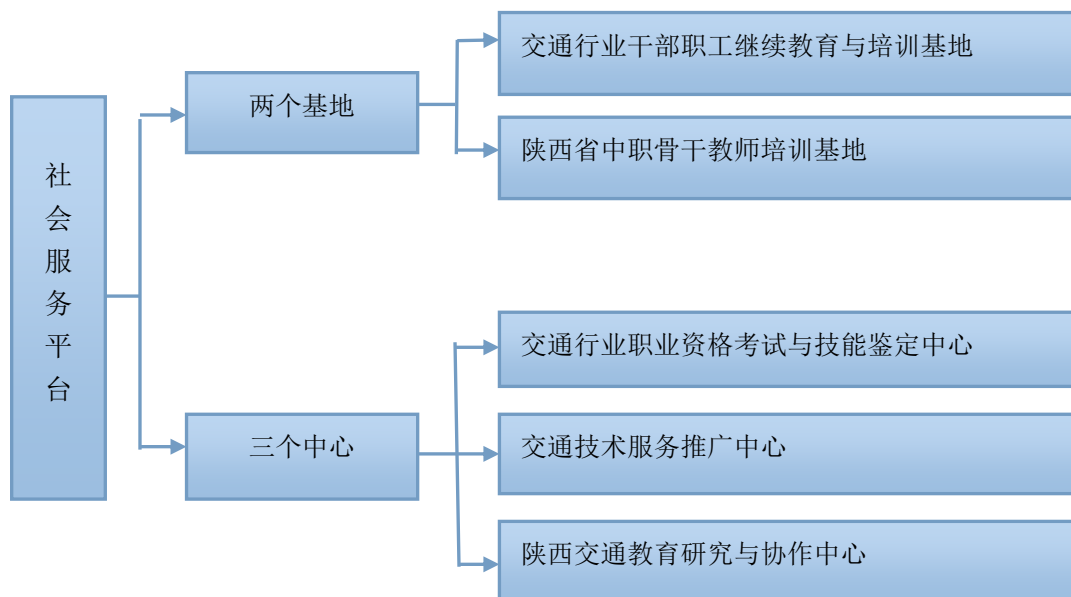 社会服务平台
两个基地
交通行业干部职工继续教育与培训基地
陕西省中职骨干教师培训基地
三个中心
交通行业职业资格考试与技能鉴定中心
交通技术服务推广中心
陕西交通教育研究与协作中心